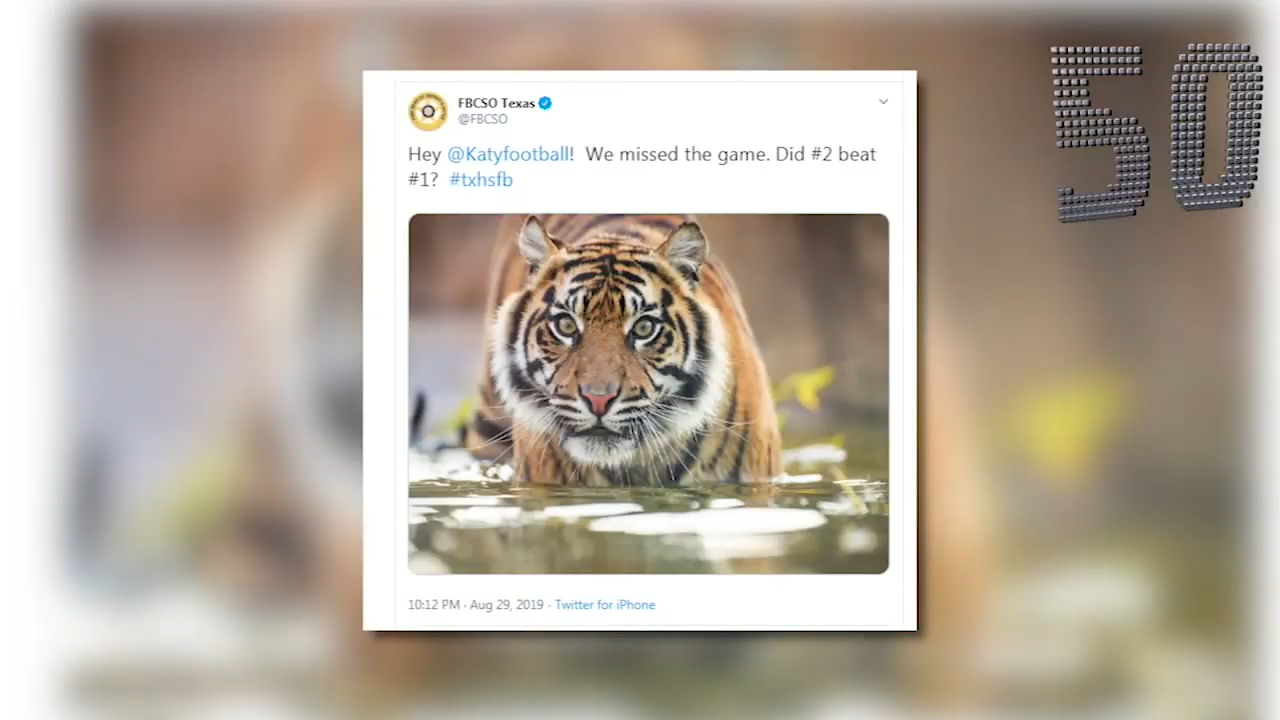 50
FBCSO Texas
@FBCSO
Hey @Katyfootball!  We missed the game. Did #2 beat
#1?  #txhsfb
10:12 PM · Aug 29, 2019 · Twitter for iPhone